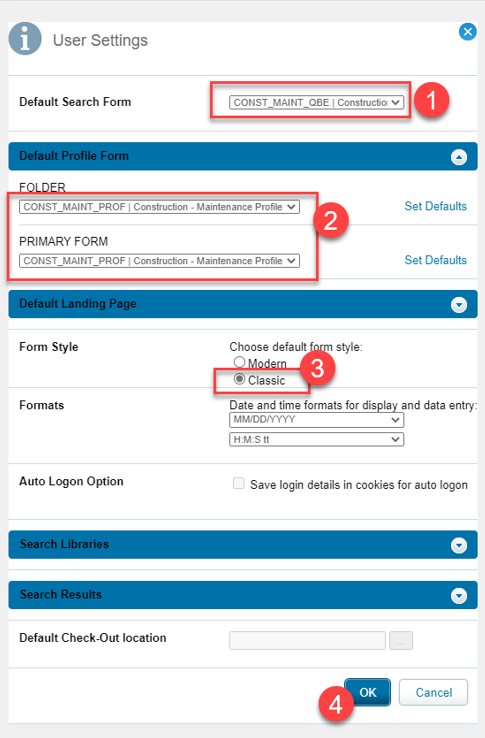 i User Settings
Default Search Form CONST_MAINT_QBE | Construction 1
Default Profile Form
FOLDER
CONST_MAINT_PROF | Construction - Maintenance Profile Set Defaults
2
PRIMARY FORM
CONST_MAINT_PROF | Construction - Maintenance Profile Set Defaults
Default Landing Page
Form Style Choose default form style:
Modern
3
Classic
Formats Date and time formats for display and data entry:
MM/DD/YYYY
H:M:S tt
Auto Logon Option Save login details in cookies for auto logon
Search Libraries
Search Results
Default Check-Out location ...
4 OK Cancel